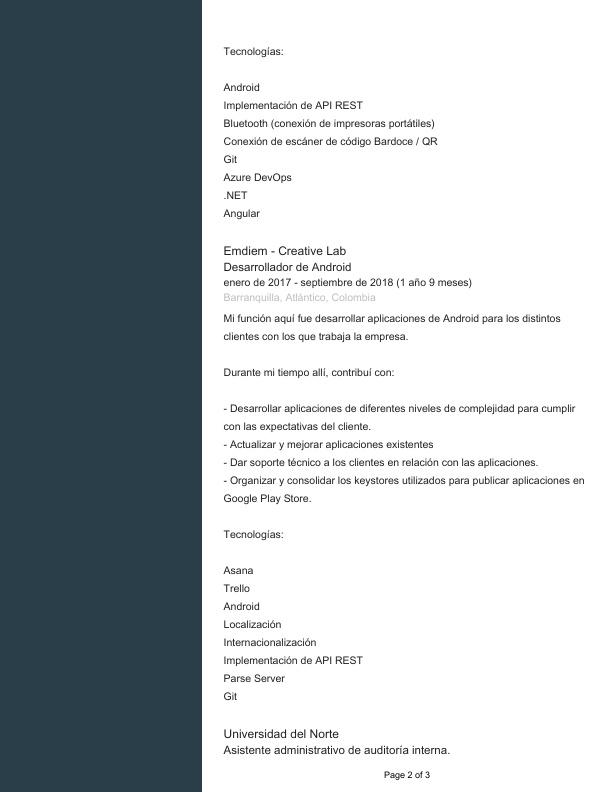 Tecnologías:
Android
Implementación de API REST
Bluetooth (conexión de impresoras portátiles)
Conexión de escáner de código Bardoce / QR
Git
Azure DevOps
.NET
Angular
Emdiem - Creative Lab
Desarrollador de Android
enero de 2017 - septiembre de 2018 (1 año 9 meses)
Barranquilla, Atlántico, Colombia
Mi función aquí fue desarrollar aplicaciones de Android para los distintos
clientes con los que trabaja la empresa.
Durante mi tiempo allí, contribuí con:
- Desarrollar aplicaciones de diferentes niveles de complejidad para cumplir
con las expectativas del cliente.
- Actualizar y mejorar aplicaciones existentes
- Dar soporte técnico a los clientes en relación con las aplicaciones.
- Organizar y consolidar los keystores utilizados para publicar aplicaciones en
Google Play Store.
Tecnologías:
Asana
Trello
Android
Localización
Internacionalización
Implementación de API REST
Parse Server
Git
Universidad del Norte
Asistente administrativo de auditoría interna.
Page 2 of 3